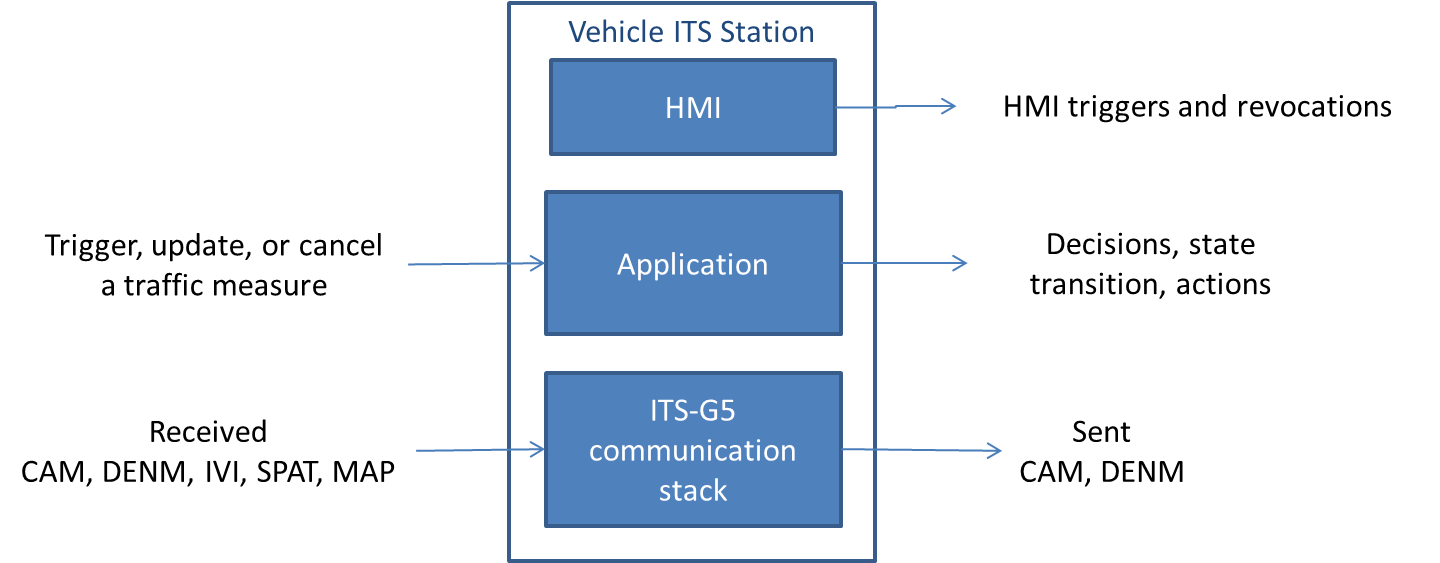 Vehicle ITS Station
HMI
HMI triggers and revocations
Trigger, update, or cancel
a traffic measure
Application
Decisions, state
transition, actions
Received
CAM, DENM, IVI, SPAT, MAP
ITS-G5
communication
stack
Sent
CAM, DENM